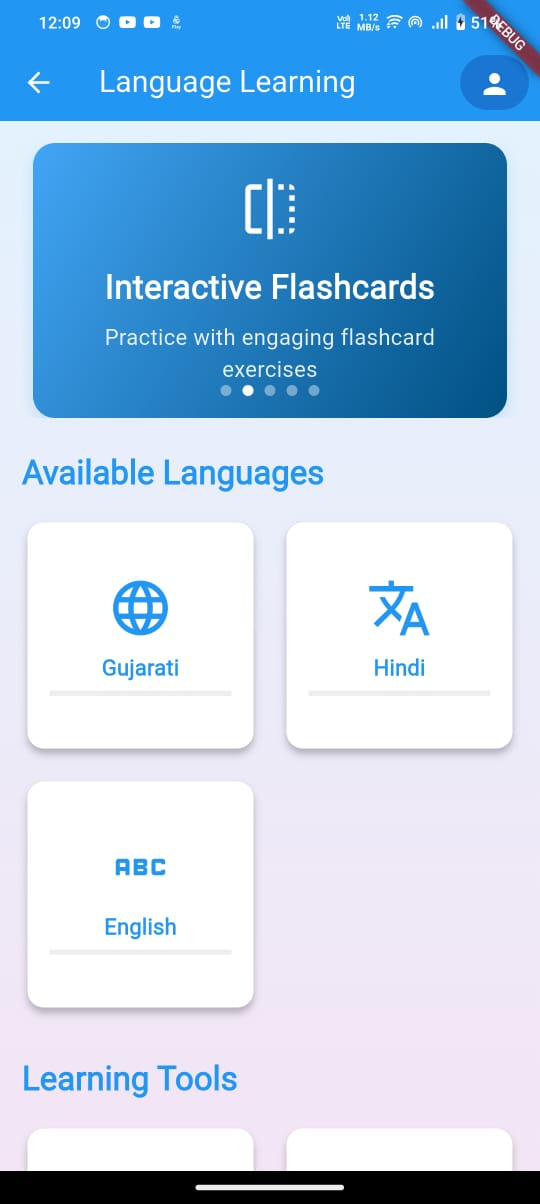 12:09
Play
Vo))
LTE
1.12
MB/s
51%
DEBUG
Language Learning
Interactive Flashcards
Practice with engaging flashcard
exercises
Available Languages
Gujarati
Hindi
ABC
English
Learning Tools